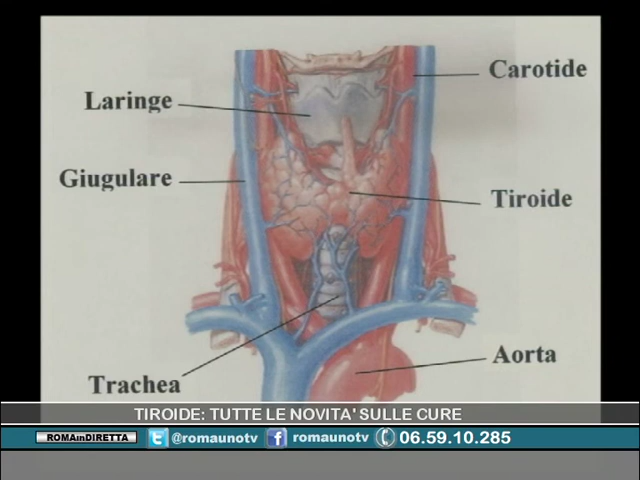 Carotide
Laringe
Giugulare
Tiroide
Aorta
Trachea
TIROIDE: TUTTE LE NOVITA' SULLE CURE
ROMAinDIRETTA @romaunotv romaunotv 06.59.10.285